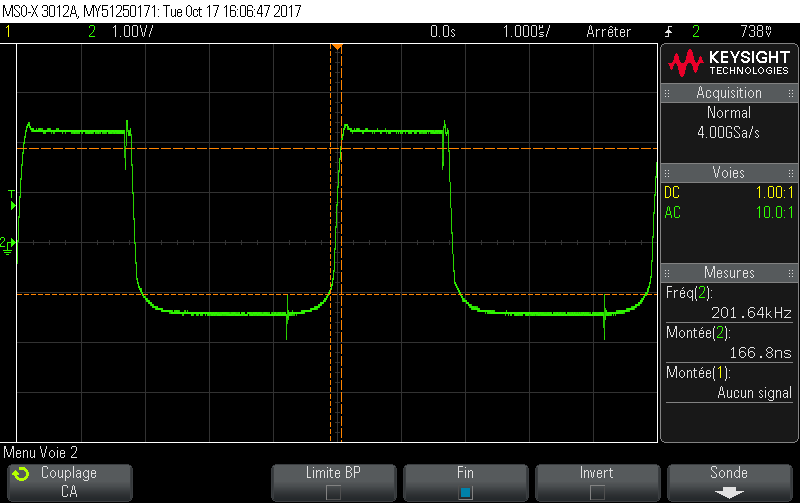 MSO-X 3012A, MY51250171: Tue Oct 17 16:06:47 2017
1 2 1.00V/ 0.0s 1.000s/ Arrêter 2 738
KEYSIGHT
TECHNOLOGIES
Acquisition
Normal
4.00GSa/s
Voies
DC 1.00:1
AC 10.0:1
Mesures
Fréq(2):
201.64kHz
Montée(2):
166.8ns
Montée(1):
Aucun signal
T
2
Menu Voie 2
Couplage
CA
Limite BP
Fin
Invert
Sonde